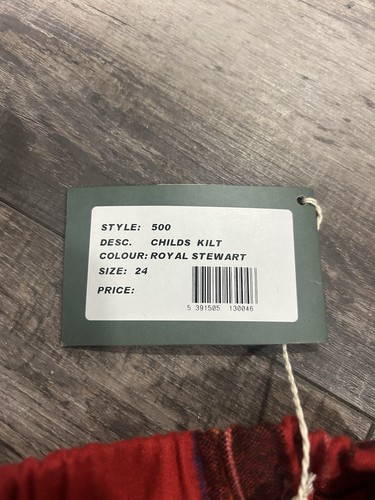 STYLE: 500
DESC. CHILDS KILT
COLOUR: ROYAL STEWART
SIZE: 24
PRICE:
5 391505 130046